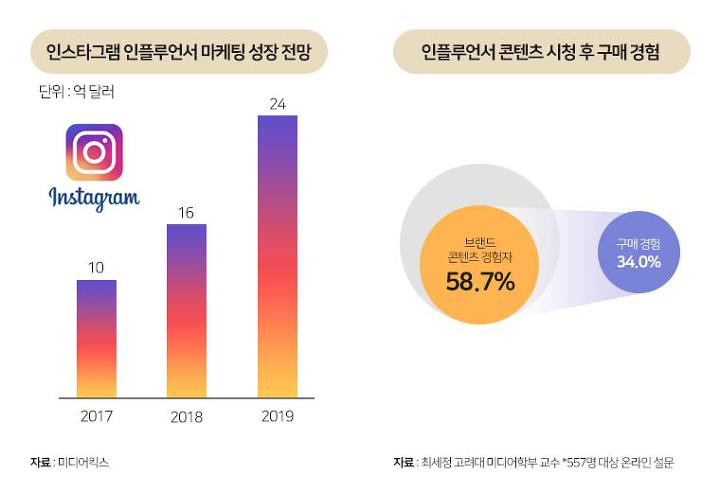 인스타그램 인플루언서 마케팅 성장 전망
단위 : 억 달러
Instagram
10
16
24
2017
2018
2019
자료 : 미디어킥스
인플루언서 콘텐츠 시청 후 구매 경험
브랜드
콘텐츠 경험자
58.7%
구매 경험
34.0%
자료 : 최세정 고려대 미디어학부 교수 *557명 대상 온라인 설문